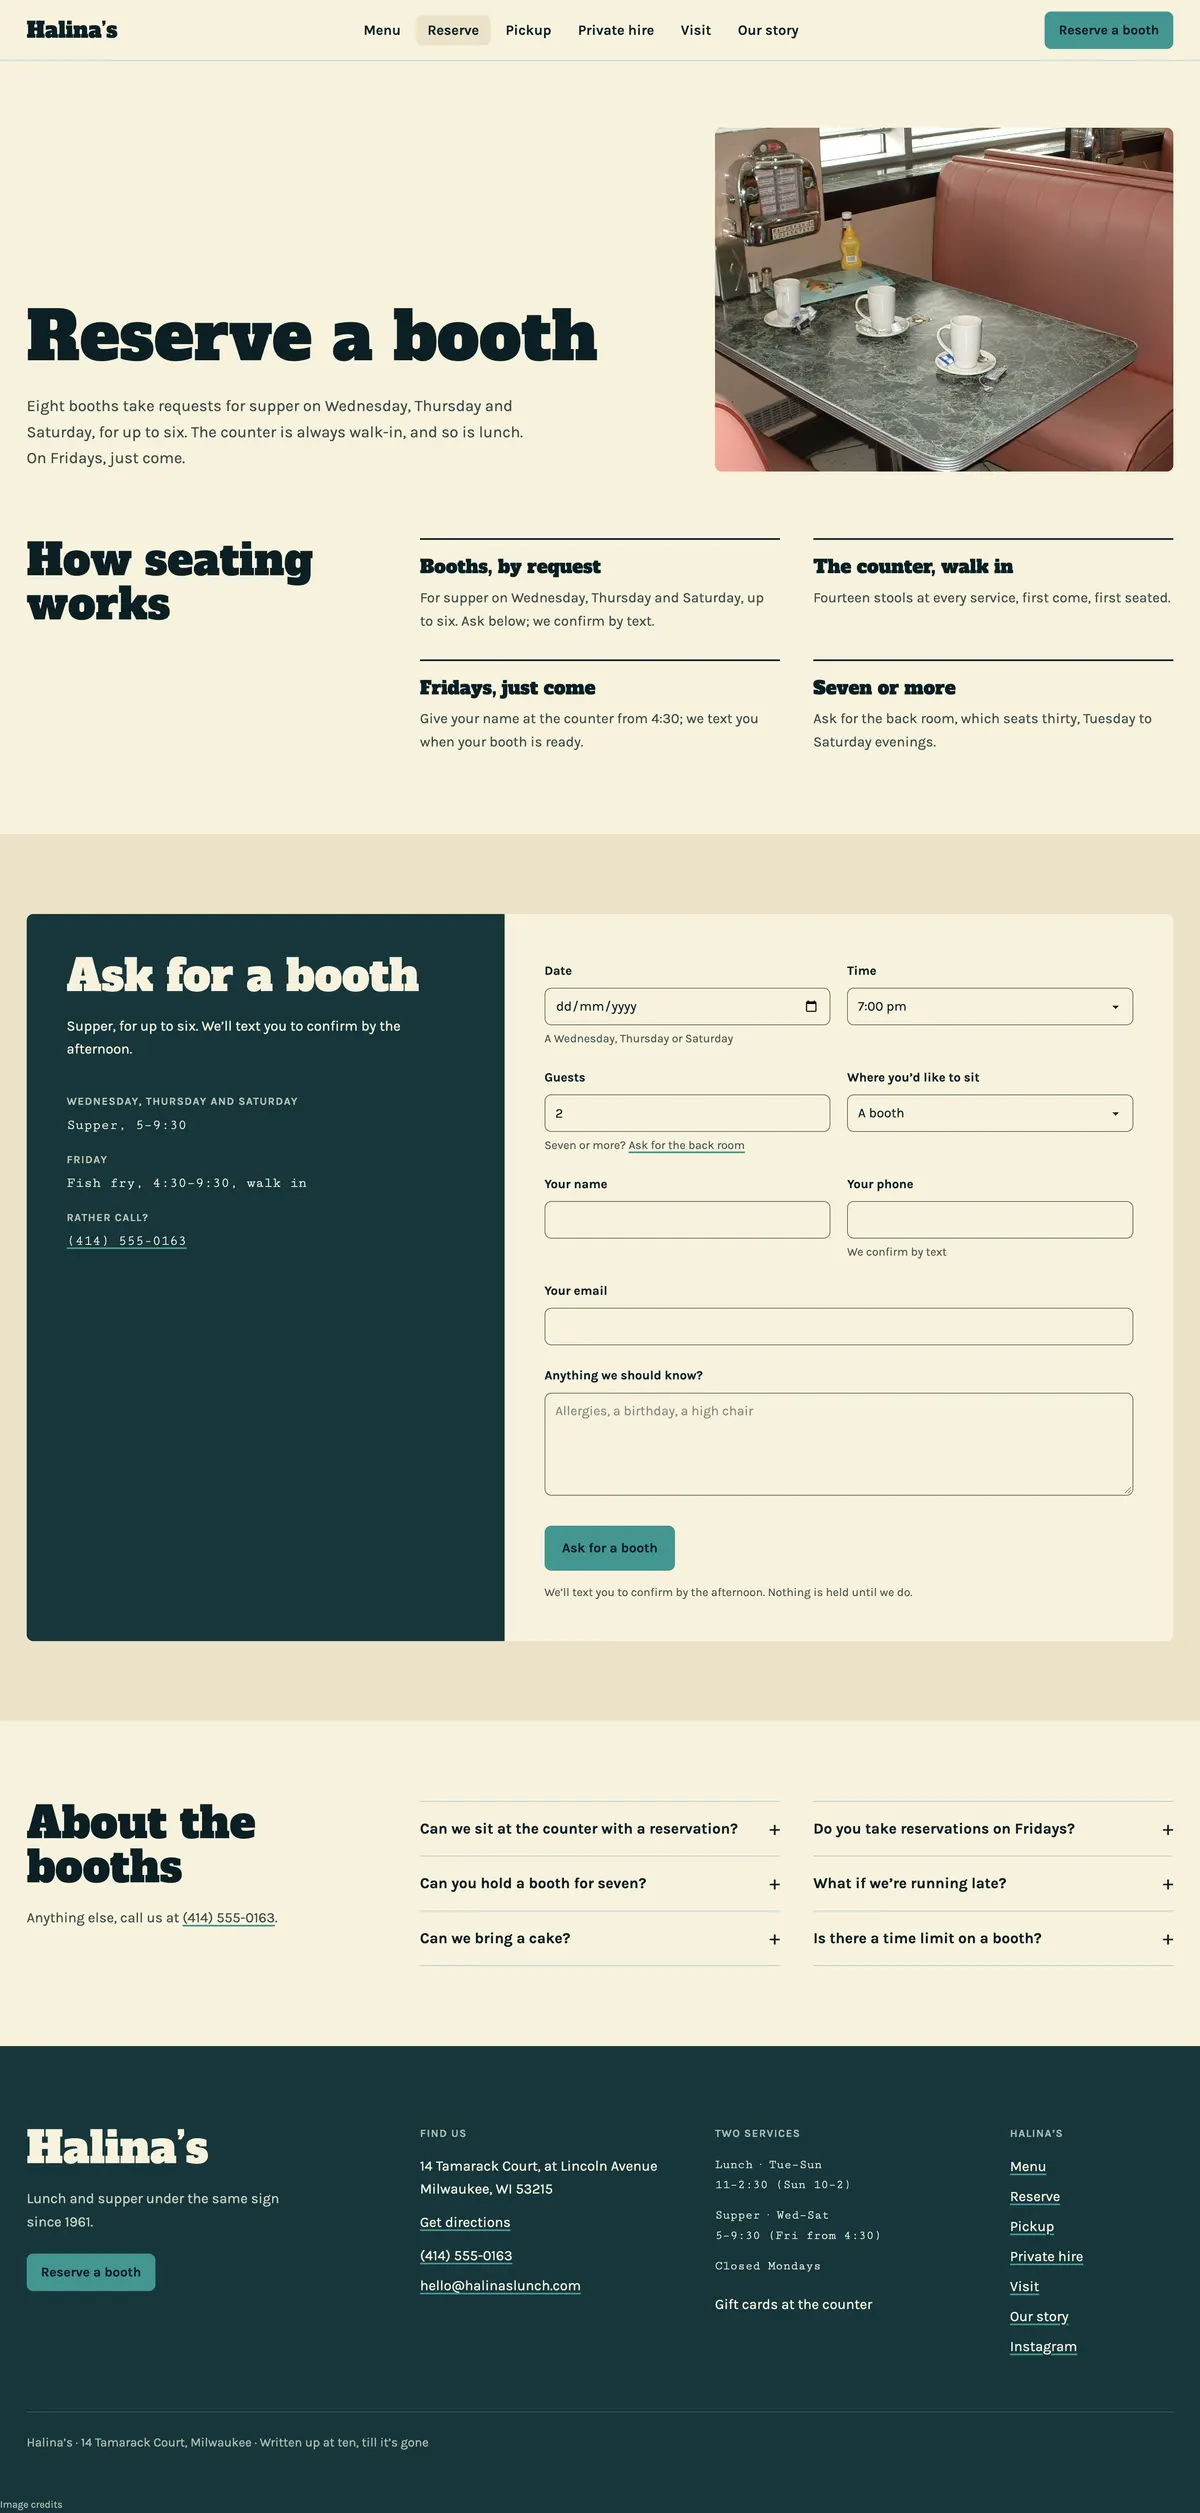 Halina's
Menu
Reserve
Pickup
Private hire
Visit
Our story
Reserve a booth
Reserve a booth
Eight booths take requests for supper on Wednesday, Thursday and
Saturday, for up to six. The counter is always walk-in, and so is lunch.
On Fridays, just come.
How seating
works
Booths, by request
For supper on Wednesday, Thursday and Saturday, up
to six. Ask below; we confirm by text.
The counter, walk in
Fourteen stools at every service, first come, first seated.
Fridays, just come
Give your name at the counter from 4:30; we text you
when your booth is ready.
Seven or more
Ask for the back room, which seats thirty, Tuesday to
Saturday evenings.
Ask for a booth
Supper, for up to six. We'll text you to confirm by the
afternoon.
WEDNESDAY, THURSDAY AND SATURDAY
Supper, 5–9:30
FRIDAY
Fish fry, 4:30–9:30, walk in
RATHER CALL?
(414) 555-0163
Date
dd/mm/yyyy
A Wednesday, Thursday or Saturday
Time
7:00 pm
Guests
2
Seven or more? Ask for the back room
Where you'd like to sit
A booth
Your name
Your phone
We confirm by text
Your email
Anything we should know?
Allergies, a birthday, a high chair
Ask for a booth
We'll text you to confirm by the afternoon. Nothing is held until we do.
About the
booths
Anything else, call us at (414) 555-0163.
Can we sit at the counter with a reservation? +
Do you take reservations on Fridays? +
Can you hold a booth for seven? +
What if we're running late? +
Can we bring a cake? +
Is there a time limit on a booth? +
Halina's
Lunch and supper under the same sign
since 1961.
Reserve a booth
FIND US
14 Tamarack Court, at Lincoln Avenue
Milwaukee, WI 53215
Get directions
(414) 555-0163
hello@halinaslunch.com
TWO SERVICES
Lunch · Tue–Sun
11–2:30 (Sun 10–2)
Supper · Wed–Sat
5–9:30 (Fri from 4:30)
Closed Mondays
Gift cards at the counter
HALINA'S
Menu
Reserve
Pickup
Private hire
Visit
Our story
Instagram
Halina's · 14 Tamarack Court, Milwaukee · Written up at ten, till it's gone
Image credits